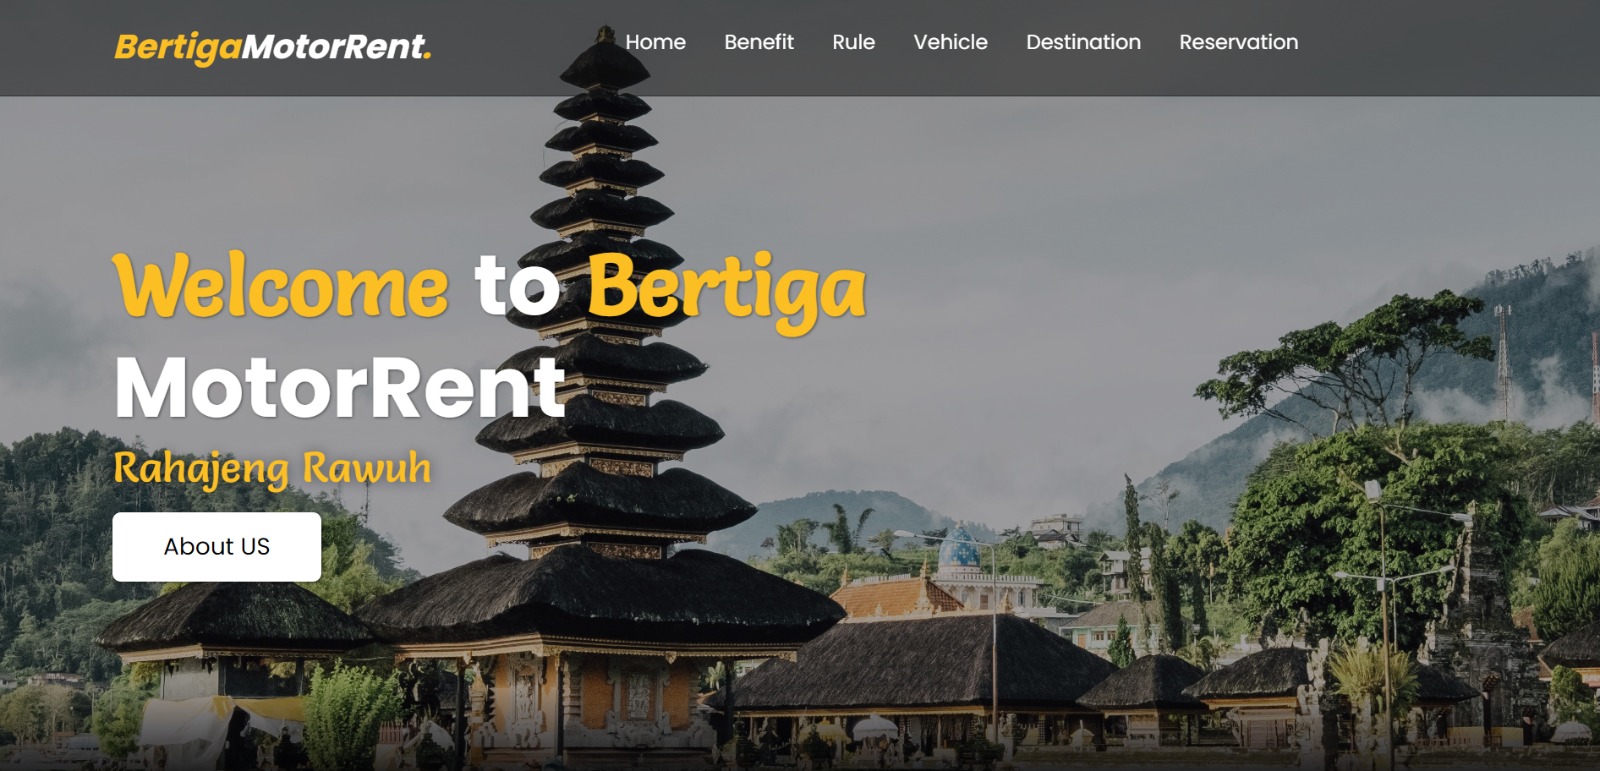 BertigaMotorRent.
Home Benefit Rule Vehicle Destination Reservation
Welcome to Bertiga
MotorRent
Rahajeng Rawuh
About US